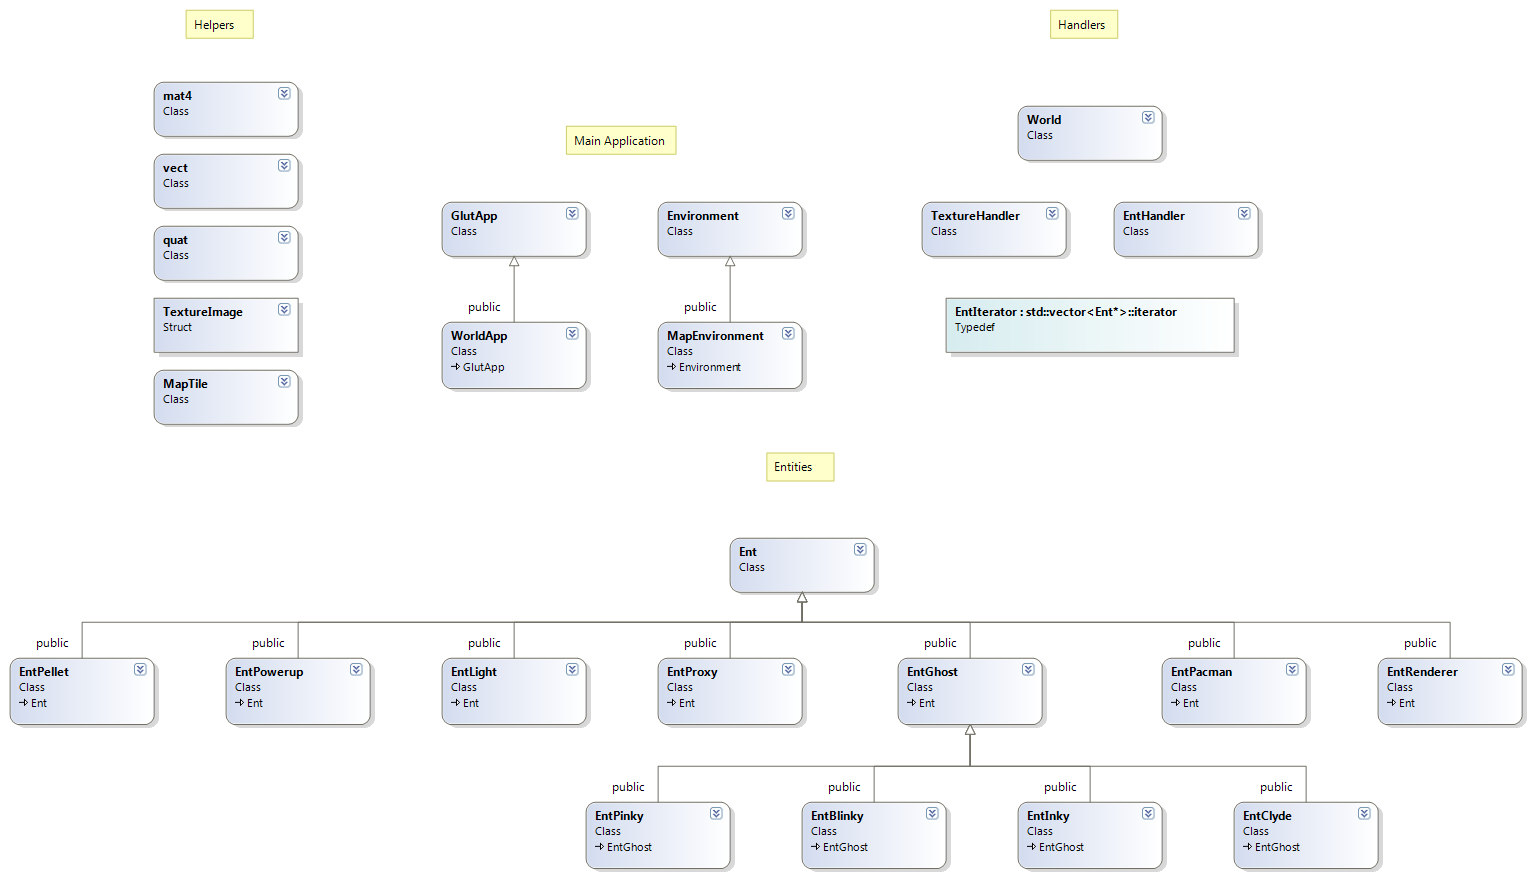 Helpers
Handlers
mat4
Class
World
Class
Main Application
vect
Class
GlutApp
Class
Environment
Class
TextureHandler
Class
EntHandler
Class
quat
Class
public
public
TextureImage
Struct
EntIterator : std::vector<Ent*>::iterator
Typedef
WorldApp
Class
GlutApp
MapEnvironment
Class
Environment
MapTile
Class
Entities
Ent
Class
public
public
public
public
public
public
public
EntPellet
Class
Ent
EntPowerup
Class
Ent
EntLight
Class
Ent
EntProxy
Class
Ent
EntGhost
Class
Ent
EntPacman
Class
Ent
EntRenderer
Class
Ent
public
public
public
public
EntPinky
Class
EntGhost
EntBlinky
Class
EntGhost
EntInky
Class
EntGhost
EntClyde
Class
EntGhost